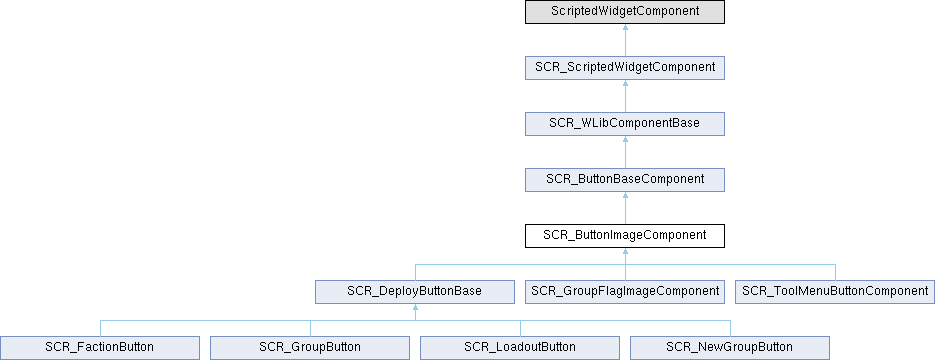 ScriptedWidgetComponent
SCR_ScriptedWidgetComponent
SCR_WLibComponentBase
SCR_ButtonBaseComponent
SCR_ButtonImageComponent
SCR_DeployButtonBase SCR_GroupFlagImageComponent SCR_ToolMenuButtonComponent
SCR_FactionButton SCR_GroupButton SCR_LoadoutButton SCR_NewGroupButton